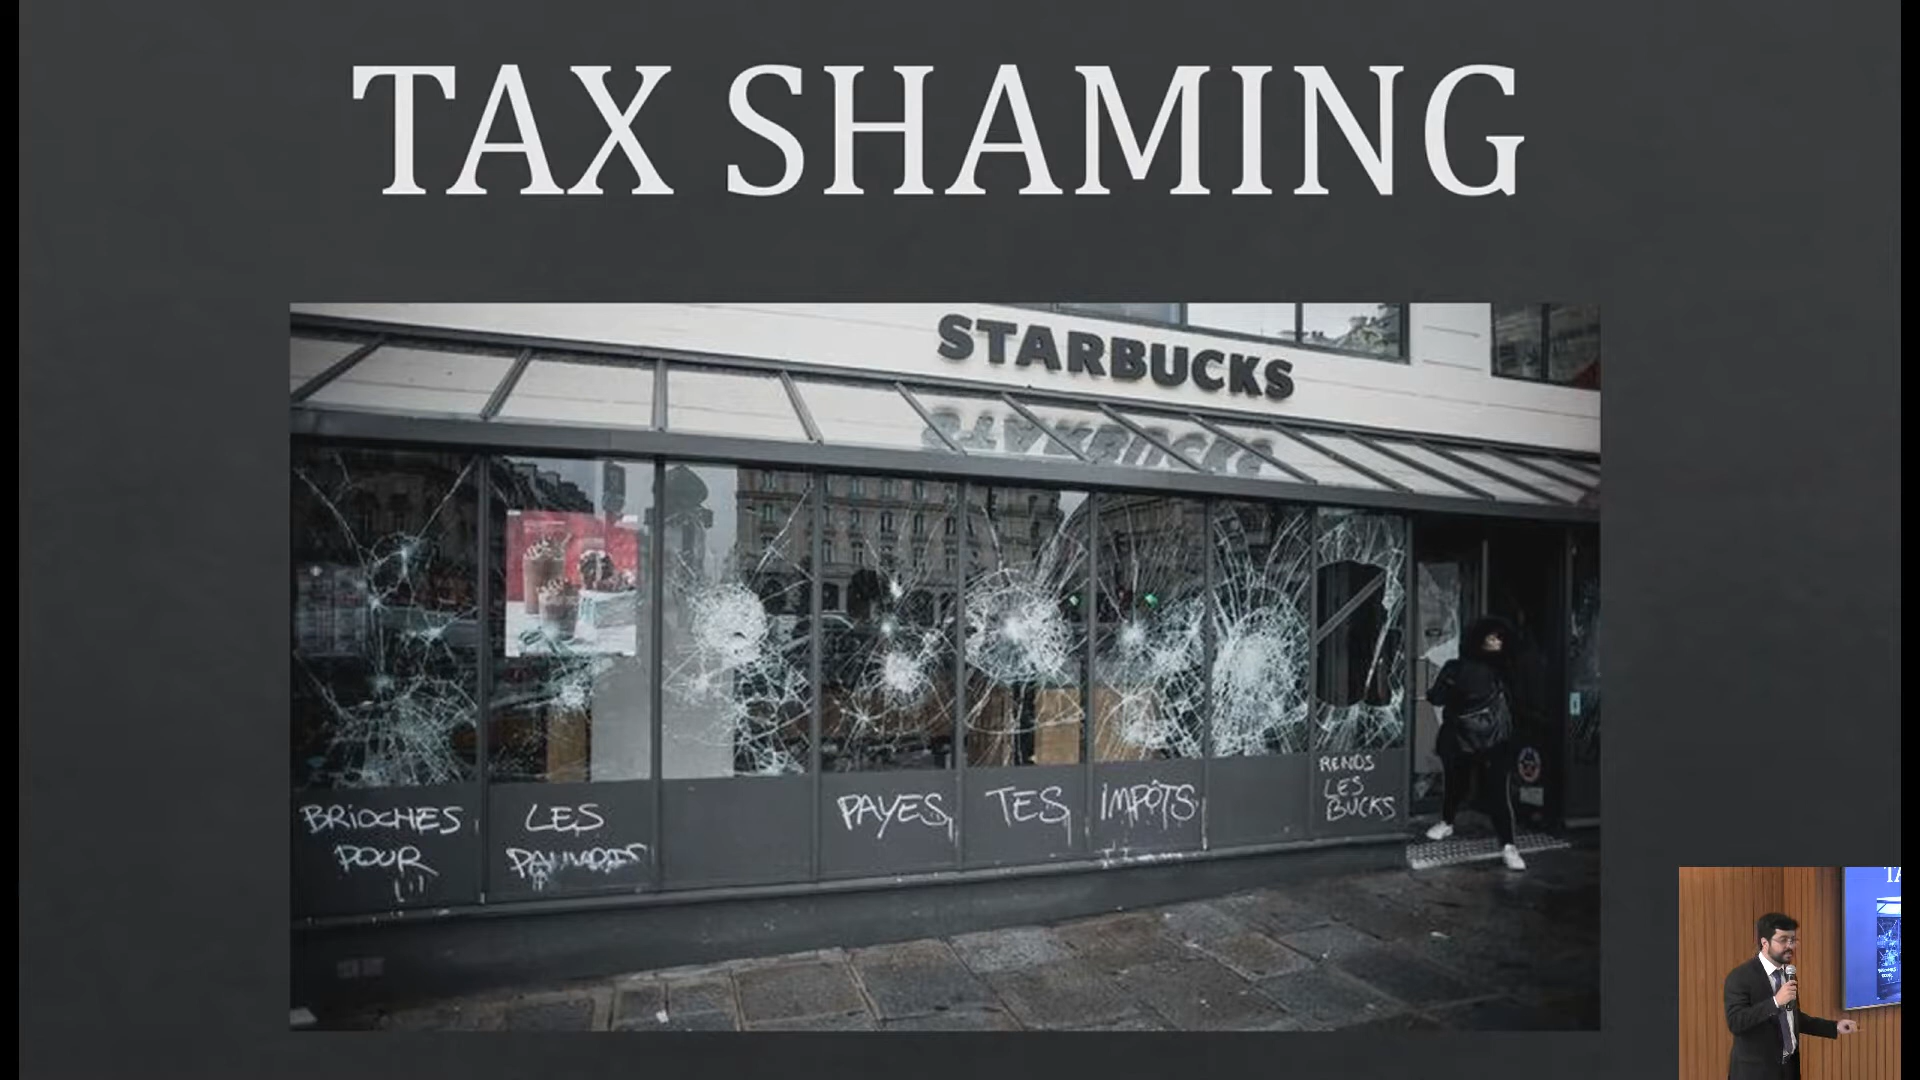 TAX SHAMING
STARBUCKS
BRIOCHES
POUR
LES
PAYES
TES
IMPÔTS
RENDS
LES
BUCKS